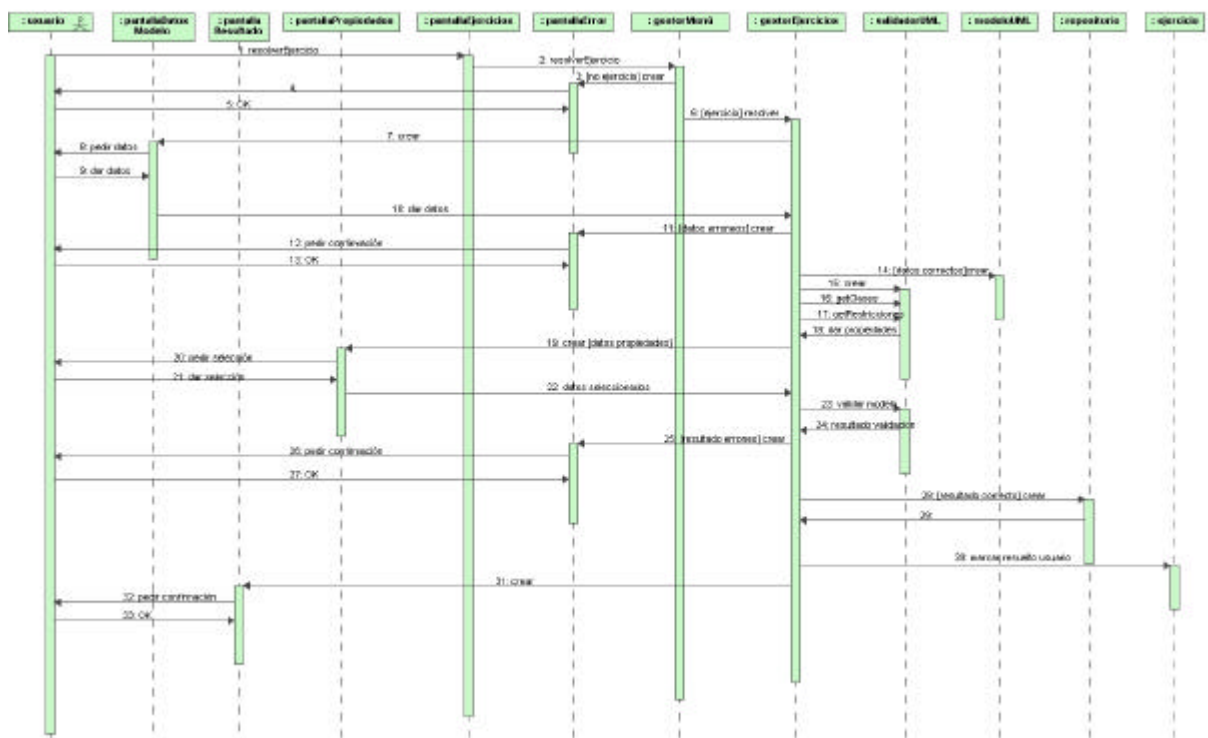 : usuario
: pantallaDatos
Modelo
: pantalla
Resultado
: pantallaPropiedades
: pantallaEjercicios
: pantallaError
: gestorMenú
: gestorEjercicios
: validadorUML
: modeloUML
: repositorio
: ejercicio
1: resolverEjercicio
2: resolverEjercicio
3: [no ejercicio] crear
4:
5: OK
6: [ejercicio] resolver
7: crear
8: pedir datos
9: dar datos
10: dar datos
11: [datos erroneos] crear
12: pedir confirmación
13: OK
14: [datos correctos] crear
15: crear
16: getClases
17: getRestricciones
18: dar propiedades
19: crear [datos propiedades]
20: pedir selección
21: dar selección
22: datos seleccionados
23: validar modelo
24: resultado validación
25: [resultado errores] crear
26: pedir confirmación
27: OK
28: [resultado correcto] crear
29:
30: marcar resuelto usuario
31: crear
32: pedir confirmación
33: OK